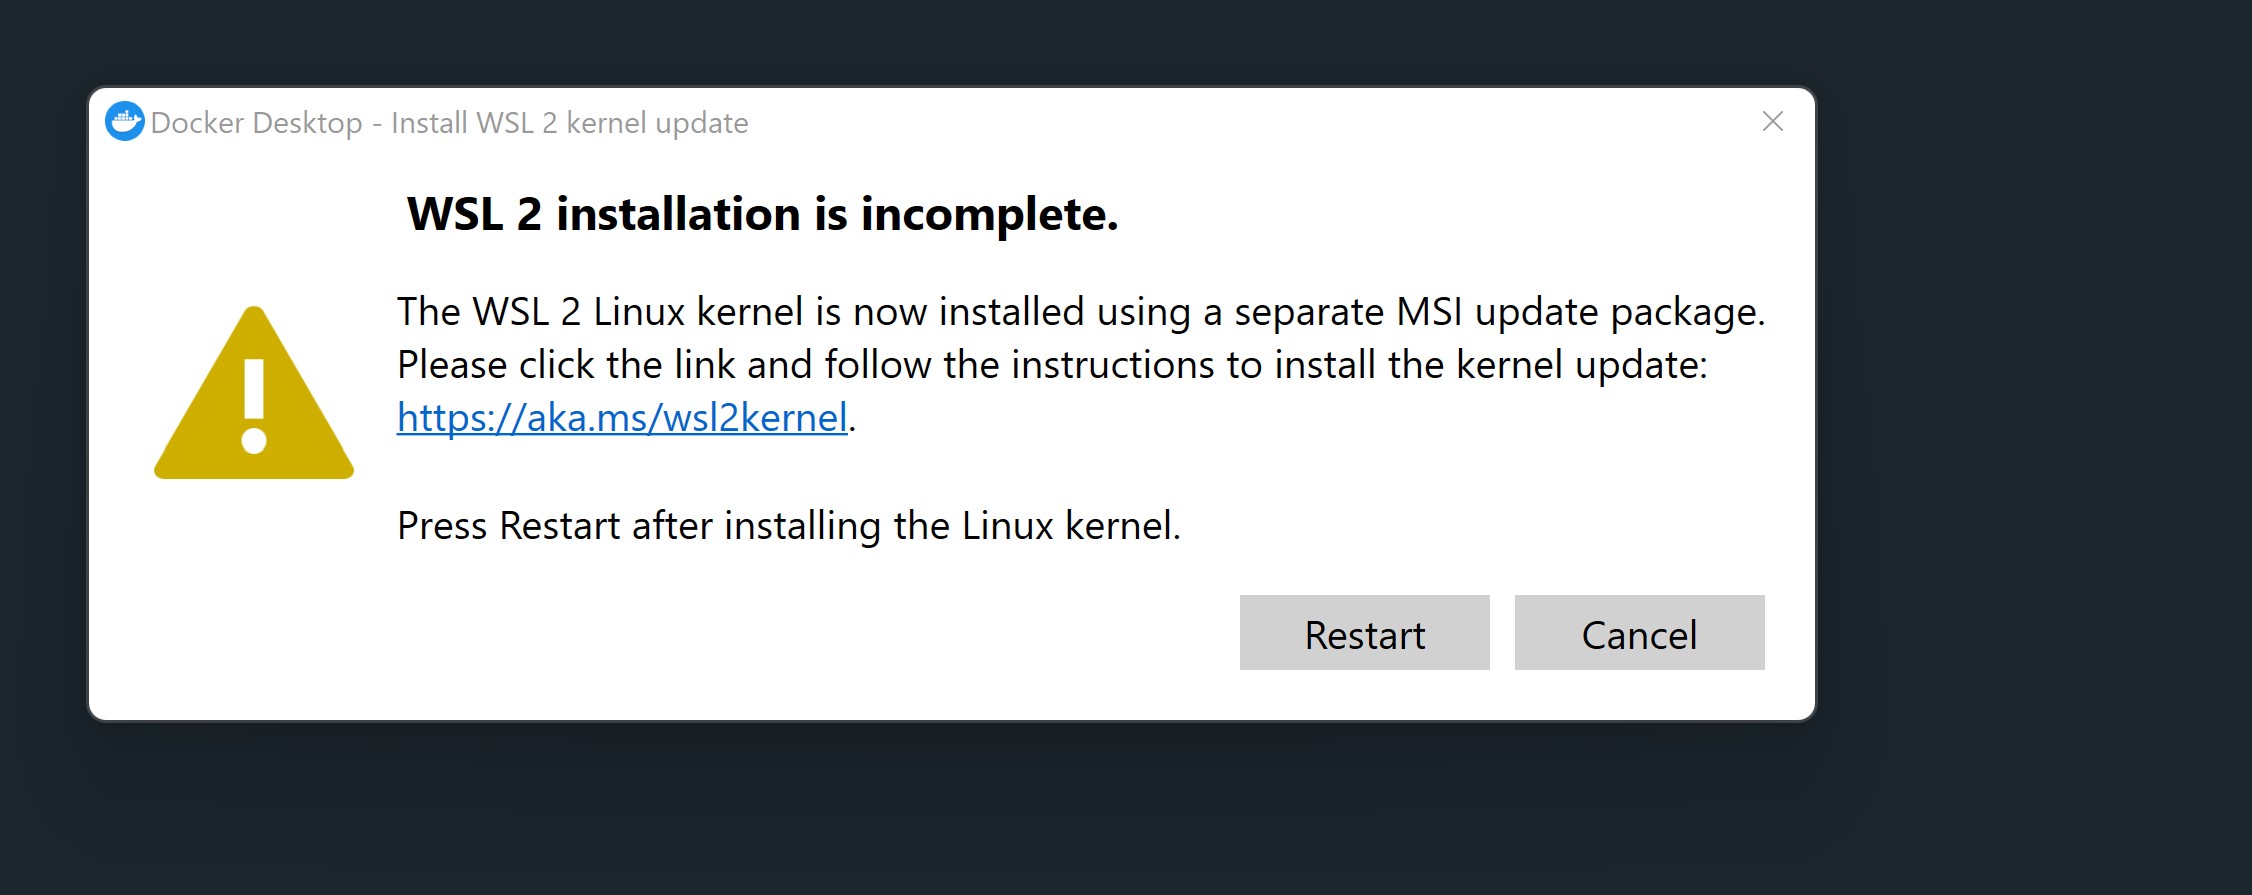 Docker Desktop - Install WSL 2 kernel update
WSL 2 installation is incomplete.
The WSL 2 Linux kernel is now installed using a separate MSI update package.
Please click the link and follow the instructions to install the kernel update:
https://aka.ms/wsl2kernel.
Press Restart after installing the Linux kernel.
Restart
Cancel